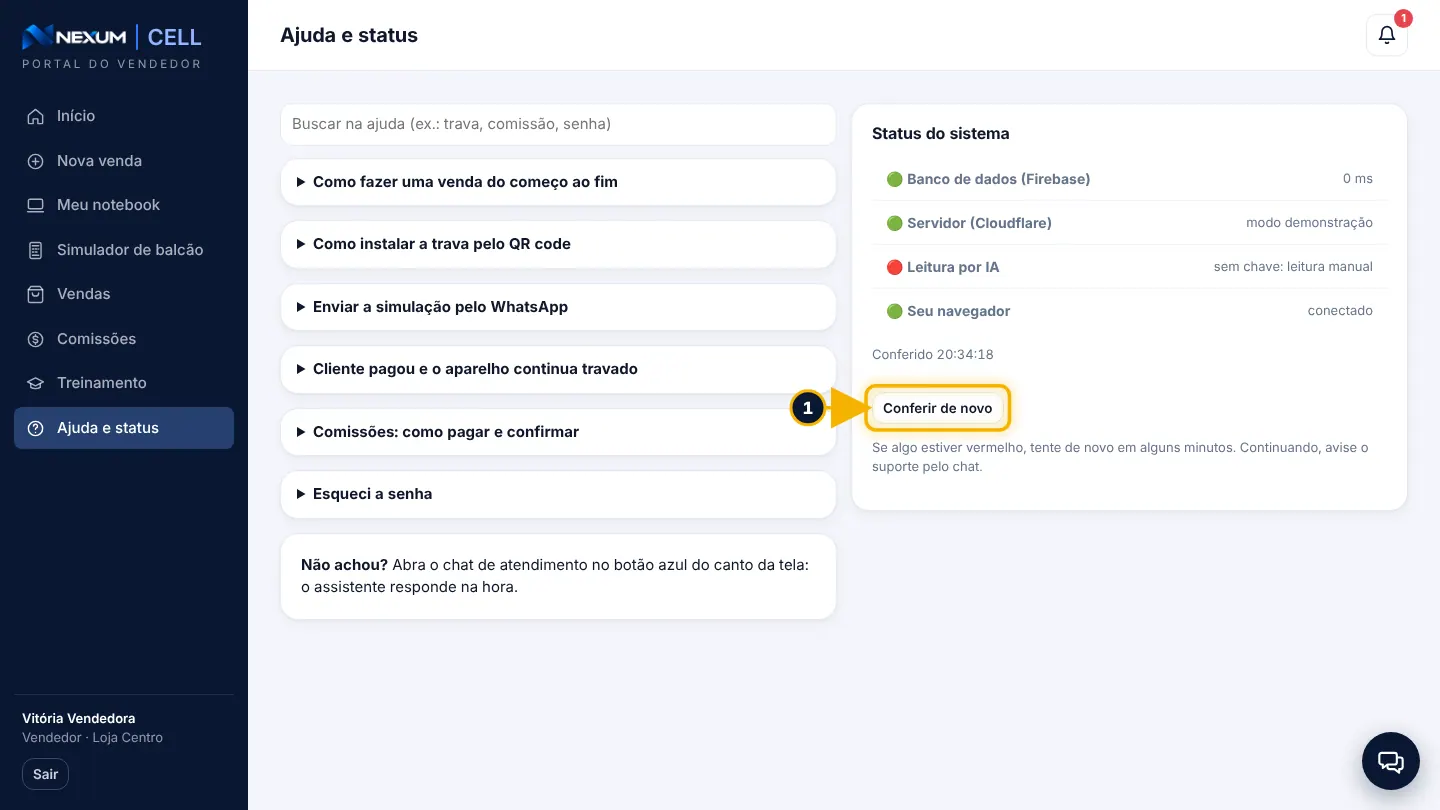 NEXUM | CELL
PORTAL DO VENDEDOR
Início
Nova venda
Meu notebook
Simulador de balcão
Vendas
Comissões
Treinamento
Ajuda e status
Vitória Vendedora
Vendedor · Loja Centro
Sair
Ajuda e status
1
Buscar na ajuda (ex.: trava, comissão, senha)
Como fazer uma venda do começo ao fim
Como instalar a trava pelo QR code
Enviar a simulação pelo WhatsApp
Cliente pagou e o aparelho continua travado
Comissões: como pagar e confirmar
Esqueci a senha
Não achou? Abra o chat de atendimento no botão azul do canto da tela:
o assistente responde na hora.
Status do sistema
Banco de dados (Firebase) 0 ms
Servidor (Cloudflare) modo demonstração
Leitura por IA sem chave: leitura manual
Seu navegador conectado
Conferido 20:34:18
1 Conferir de novo
Se algo estiver vermelho, tente de novo em alguns minutos. Continuando, avise o
suporte pelo chat.